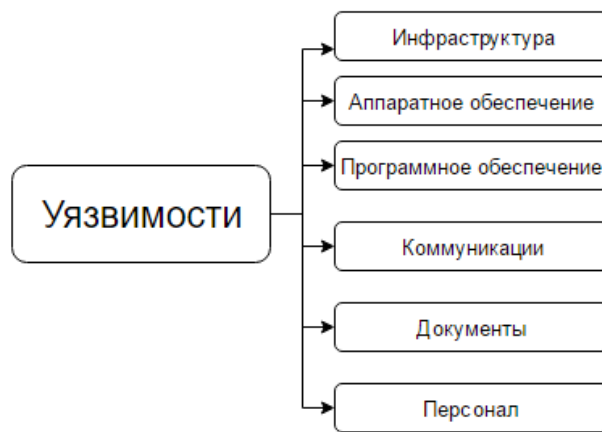 Уязвимости
Инфраструктура
Аппаратное обеспечение
Программное обеспечение
Коммуникации
Документы
Персонал